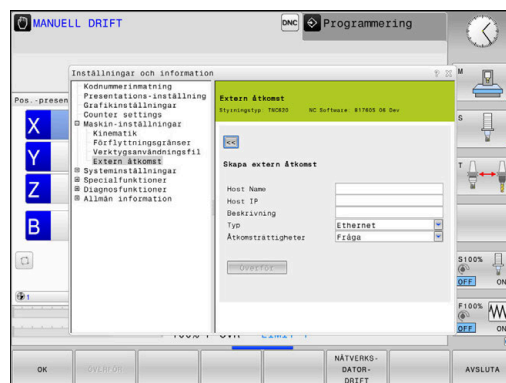 MANUELL DRIFT
DNC
Programmering
Inställningar och information
Kodnummerinmatning
Presentations-inställning
Grafikinställningar
Counter settings
Maskin-inställningar
Kinematik
Förflyttningsgränser
Verktygsanvändningsfil
Extern åtkomst
Systeminställningar
Specialfunktioner
Diagnosfunktioner
Allmän information
Extern åtkomst
Styrsystemtyp TNC620 NC Software: 817605 06 Dev
<<
Skapa extern åtkomst
Host Name
Host IP
Beskrivning
Typ
Ethernet
Åtkomsträttigheter
Fråga
Överför
Pos.-presen
X
Y
Z
B
1
M
S
T
S100%
OFF
ON
F100%
OFF
ON
OK
ÖVERFÖR
NÄTVERKS-
DATOR-
DRIFT
AVSLUTA